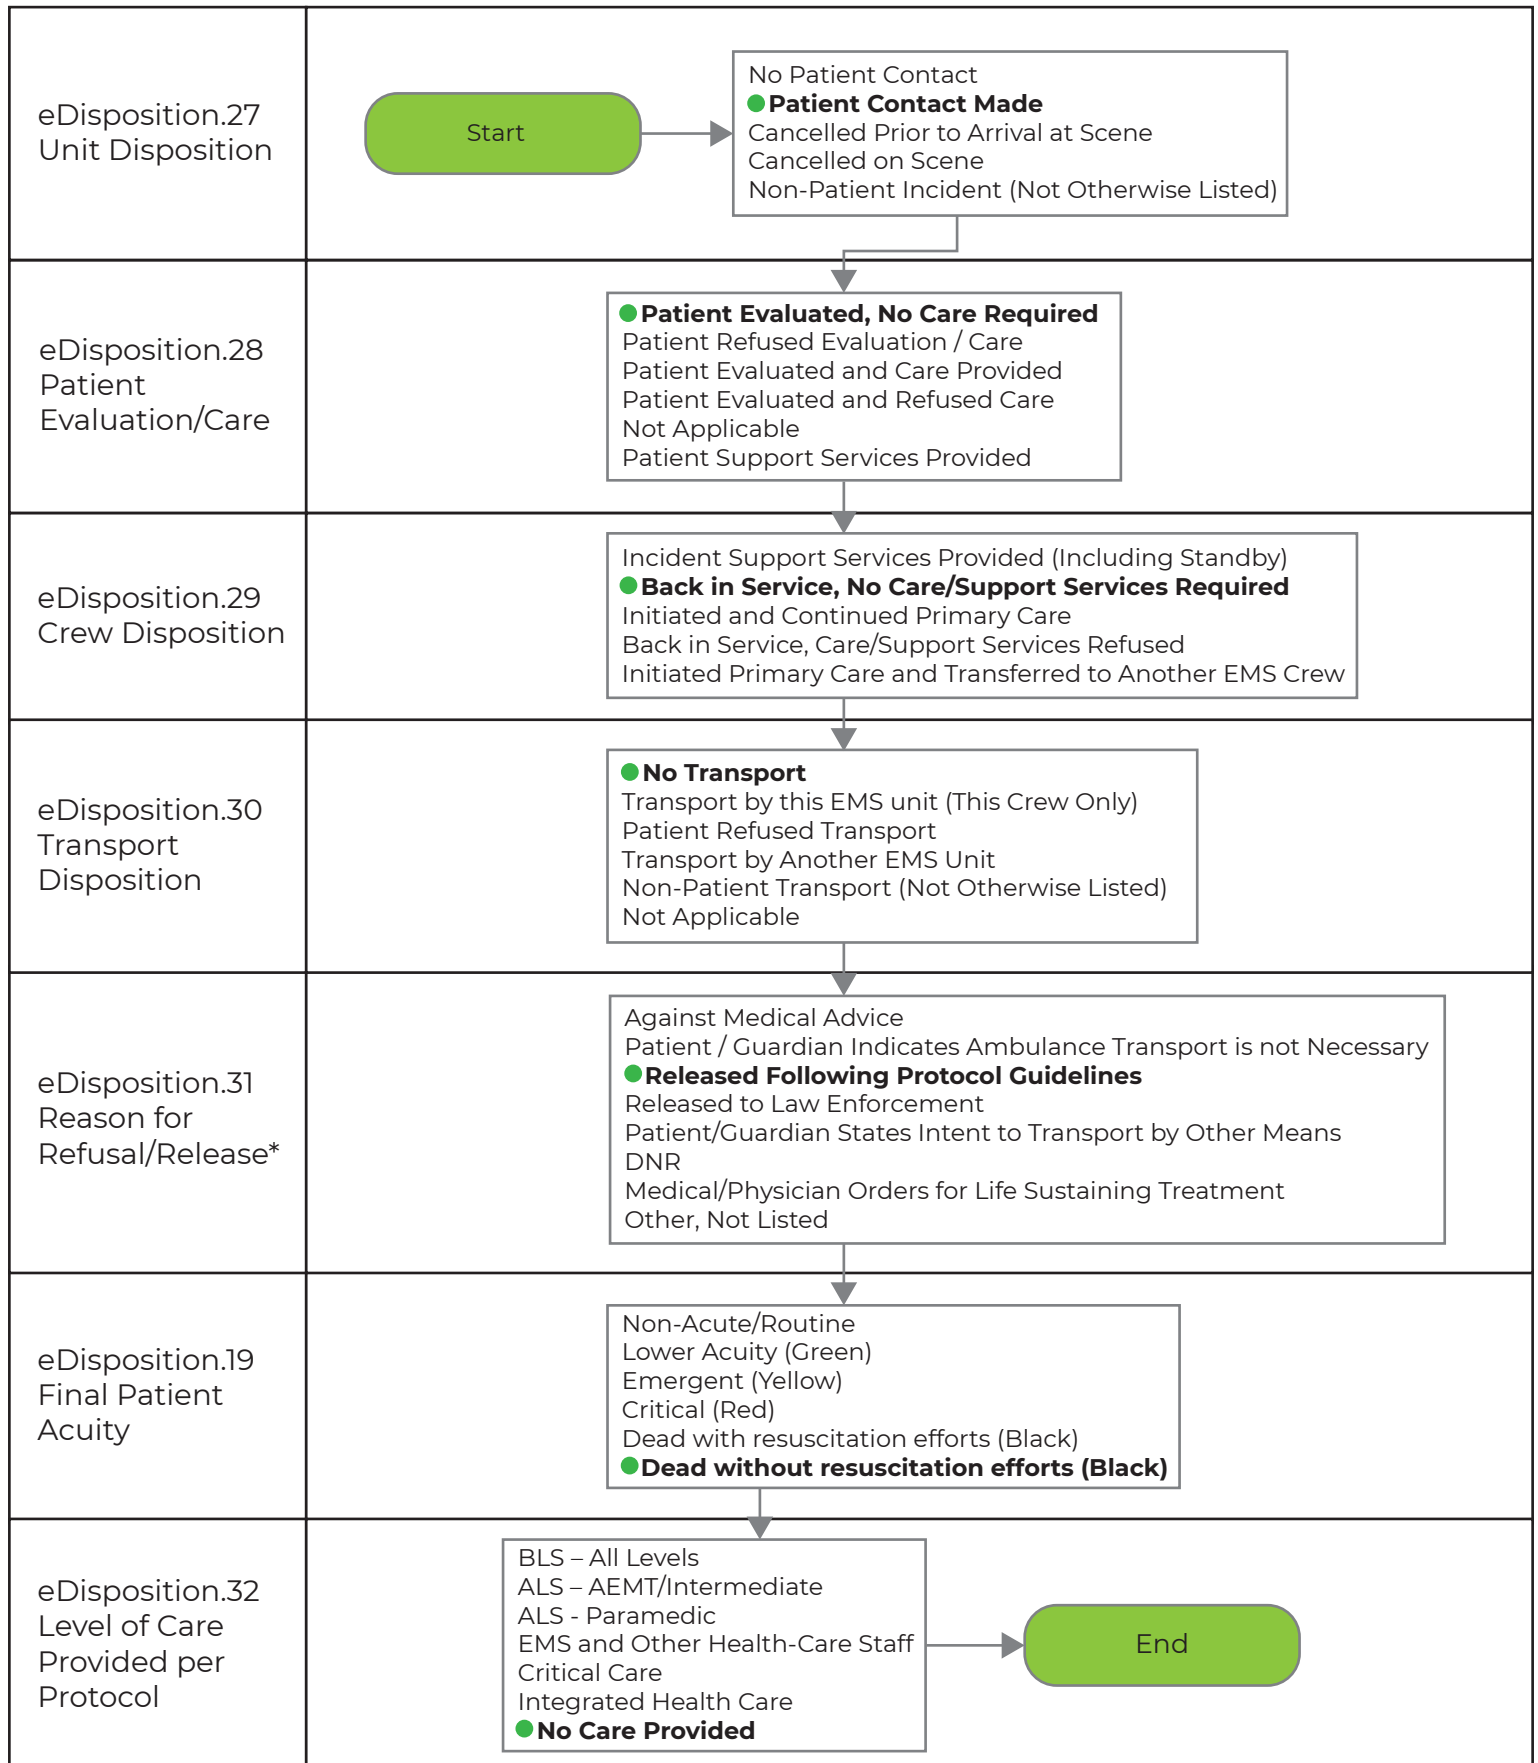 eDisposition.27
Unit Disposition
Start
No Patient Contact
Patient Contact Made
Cancelled Prior to Arrival at Scene
Cancelled on Scene
Non-Patient Incident (Not Otherwise Listed)
eDisposition.28
Patient
Evaluation/Care
Patient Evaluated, No Care Required
Patient Refused Evaluation / Care
Patient Evaluated and Care Provided
Patient Evaluated and Refused Care
Not Applicable
Patient Support Services Provided
eDisposition.29
Crew Disposition
Incident Support Services Provided (Including Standby)
Back in Service, No Care/Support Services Required
Initiated and Continued Primary Care
Back in Service, Care/Support Services Refused
Initiated Primary Care and Transferred to Another EMS Crew
eDisposition.30
Transport
Disposition
No Transport
Transport by this EMS unit (This Crew Only)
Patient Refused Transport
Transport by Another EMS Unit
Non-Patient Transport (Not Otherwise Listed)
Not Applicable
eDisposition.31
Reason for
Refusal/Release*
Against Medical Advice
Patient / Guardian Indicates Ambulance Transport is not Necessary
Released Following Protocol Guidelines
Released to Law Enforcement
Patient/Guardian States Intent to Transport by Other Means
DNR
Medical/Physician Orders for Life Sustaining Treatment
Other, Not Listed
eDisposition.19
Final Patient
Acuity
Non-Acute/Routine
Lower Acuity (Green)
Emergent (Yellow)
Critical (Red)
Dead with resuscitation efforts (Black)
Dead without resuscitation efforts (Black)
eDisposition.32
Level of Care
Provided per
Protocol
BLS – All Levels
ALS – AEMT/Intermediate
ALS - Paramedic
EMS and Other Health-Care Staff
Critical Care
Integrated Health Care
No Care Provided
End